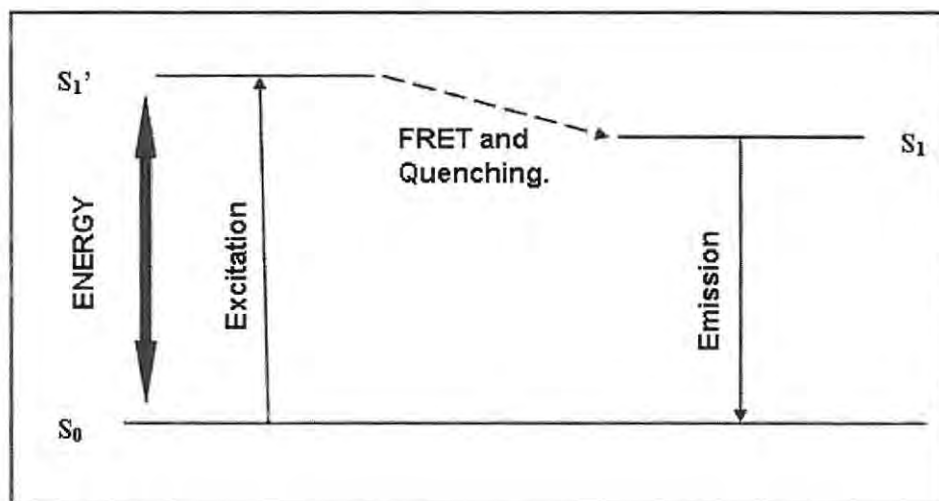 S₁'
FRET and
Quenching.
S₁
ENERGY
Excitation
Emission
S₀